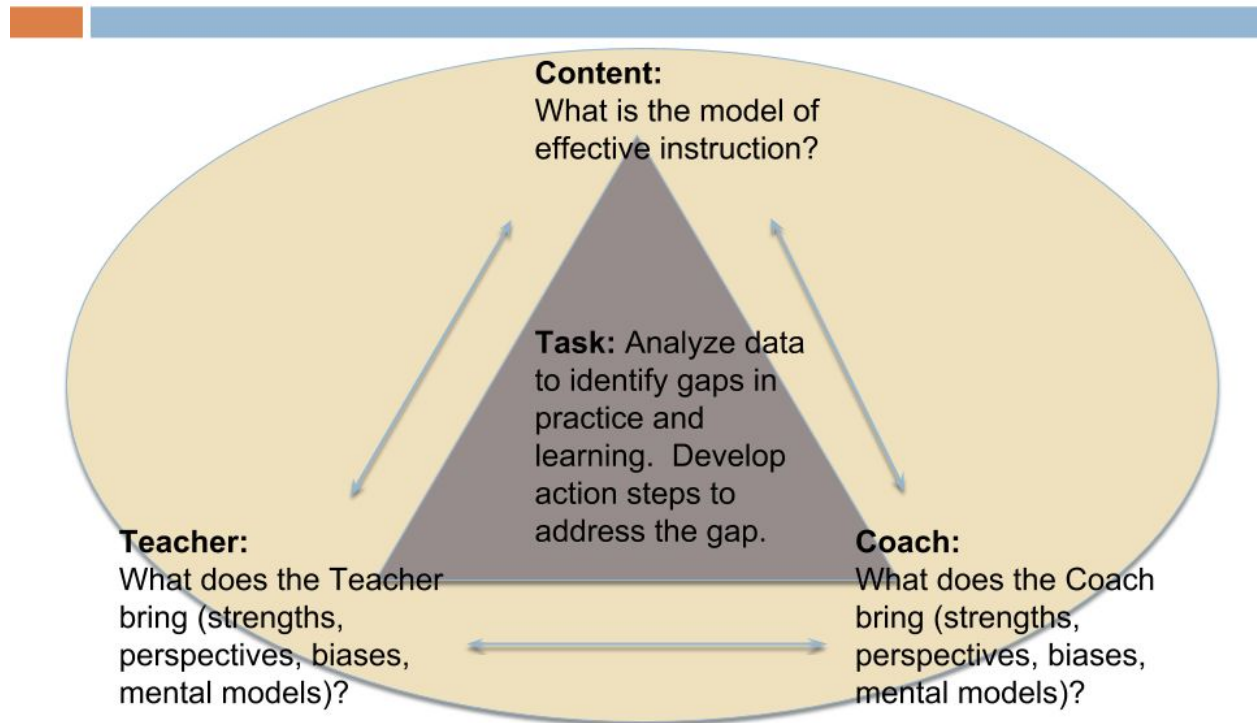 Content:
What is the model of
effective instruction?
Task: Analyze data
to identify gaps in
practice and
learning.  Develop
action steps to
address the gap.
Teacher:
What does the Teacher
bring (strengths,
perspectives, biases,
mental models)?
Coach:
What does the Coach
bring (strengths,
perspectives, biases,
mental models)?